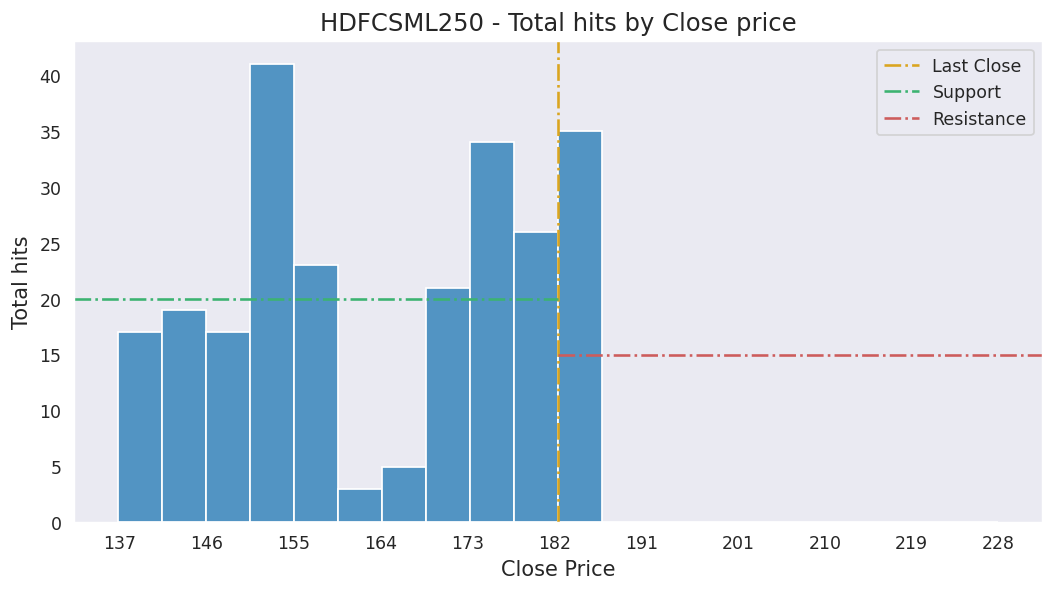 HDFCSML250 - Total hits by Close price
Last Close
Support
Resistance
Total hits
40
35
30
25
20
15
10
5
0
137 146 155 164 173 182 191 201 210 219 228
Close Price